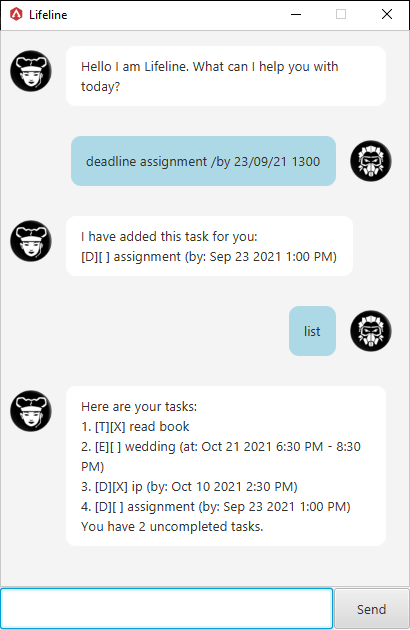 Lifeline
Hello I am Lifeline. What can I help you with
today?
deadline assignment /by 23/09/21 1300
I have added this task for you:
[D][ ] assignment (by: Sep 23 2021 1:00 PM)
list
Here are your tasks:
1. [T][X] read book
2. [E][ ] wedding (at: Oct 21 2021 6:30 PM - 8:30
PM)
3. [D][X] ip (by: Oct 10 2021 2:30 PM)
4. [D][ ] assignment (by: Sep 23 2021 1:00 PM)
You have 2 uncompleted tasks.
Send